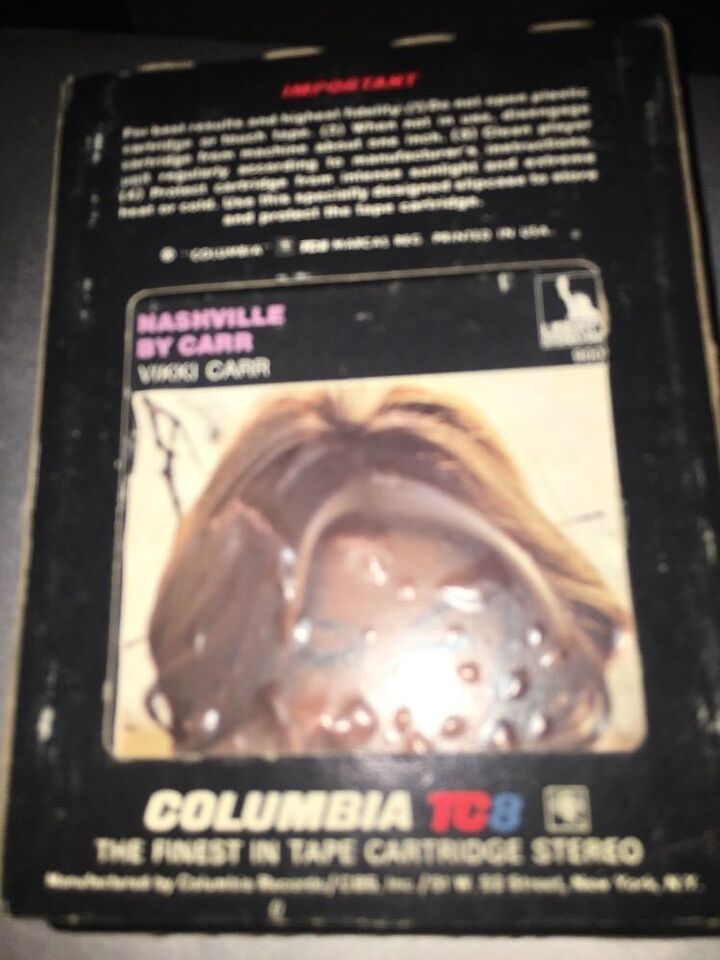 IMPORTANT
For best results and highest fidelity: (1) Do not open plastic
cartridge or touch tape. (2) When not in use, disengage
cartridge from machine about one inch. (3) Clean player
unit regularly according to manufacturer's instructions.
(4) Protect cartridge from intense sunlight and extreme
heat or cold. Use this specially designed slipcase to store
and protect the tape cartridge.
"COLUMBIA" TC8 MARCAS REG. PRINTED IN USA.
NASHVILLE
BY CARR
VIKKI CARR
LIBERTY
COLUMBIA TC8
THE FINEST IN TAPE CARTRIDGE STEREO
Manufactured by Columbia Records/CBS, Inc./51 W. 52 Street, New York, N.Y.